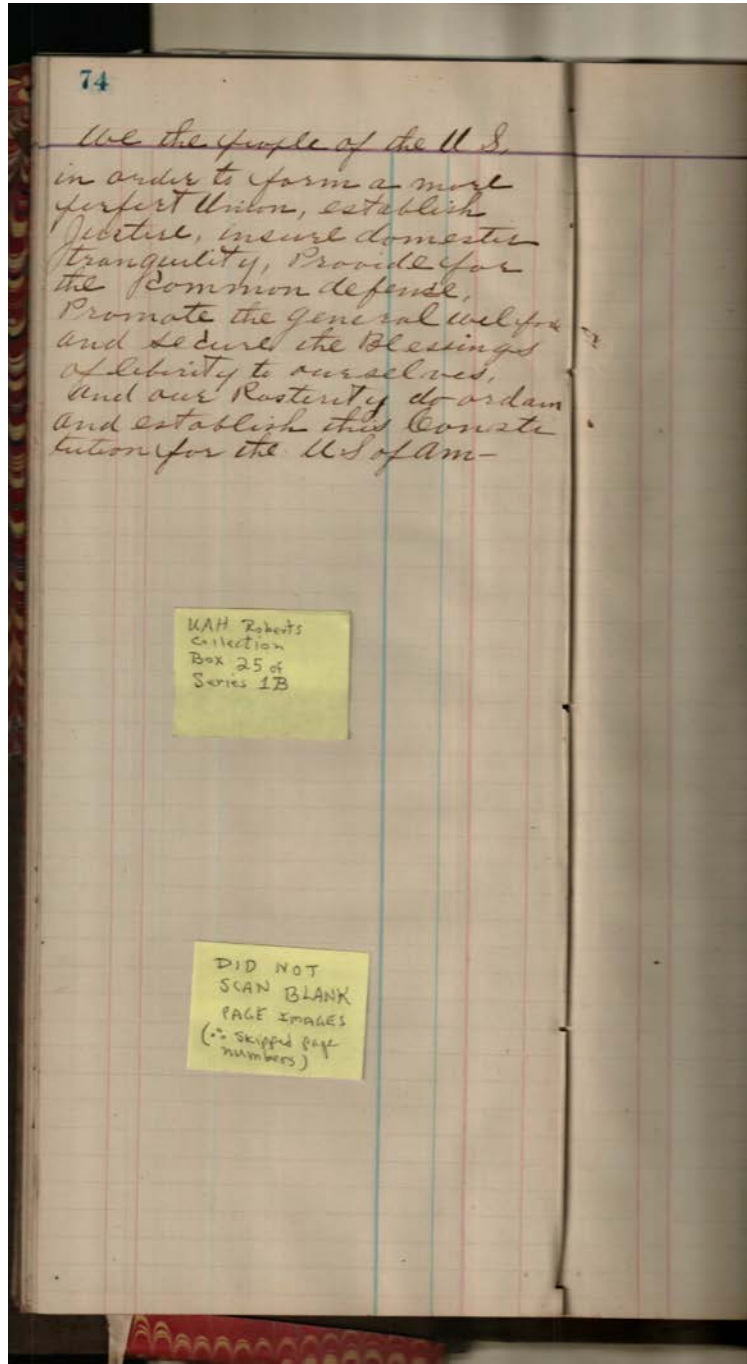 74
We the people of the U S,
in order to form a more
perfect Union, establish
Justice, insure domestic
tranquility, Provide for
the common defense,
Promote the general welfare
and secure the Blessings
of liberity to ourselves,
and our Posterity do ordain
and establish this Consti
tution for the U S of Am-
UAH Roberts
Collection
Box 25 of
Series 1B
DID NOT
SCAN BLANK
PAGE IMAGES
(∴ skipped page
numbers)